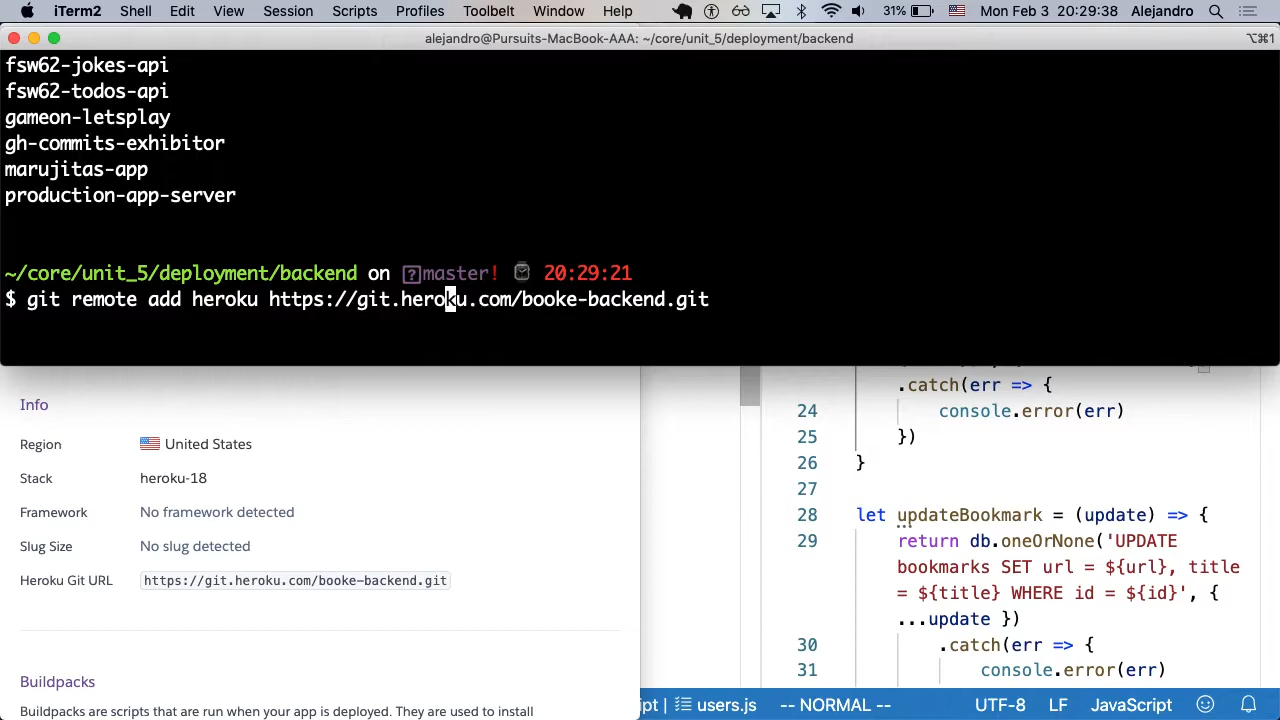 iTerm2 Shell Edit View Session Scripts Profiles Toolbelt Window Help 31% Mon Feb 3 20:29:38 Alejandro
alejandro@Pursuits-MacBook-AAA: ~/core/unit_5/deployment/backend ⌥⌘1
fsw62-jokes-api
fsw62-todos-api
gameon-letsplay
gh-commits-exhibitor
marujitas-app
production-app-server
~/core/unit_5/deployment/backend on ?master! 20:29:21
$ git remote add heroku https://git.heroku.com/booke-backend.git
Info
Region United States
Stack heroku-18
Framework No framework detected
Slug Size No slug detected
Heroku Git URL https://git.heroku.com/booke-backend.git
Buildpacks
Buildpacks are scripts that are run when your app is deployed. They are used to install
.catch(err => {
24 console.error(err)
25 })
26 }
27
28 let updateBookmark = (update) => {
29 return db.oneOrNone('UPDATE
bookmarks SET url = ${url}, title
= ${title} WHERE id = ${id}', {
...update })
30 .catch(err => {
31 console.error(err)
ipt users.js -- NORMAL -- UTF-8 LF JavaScript